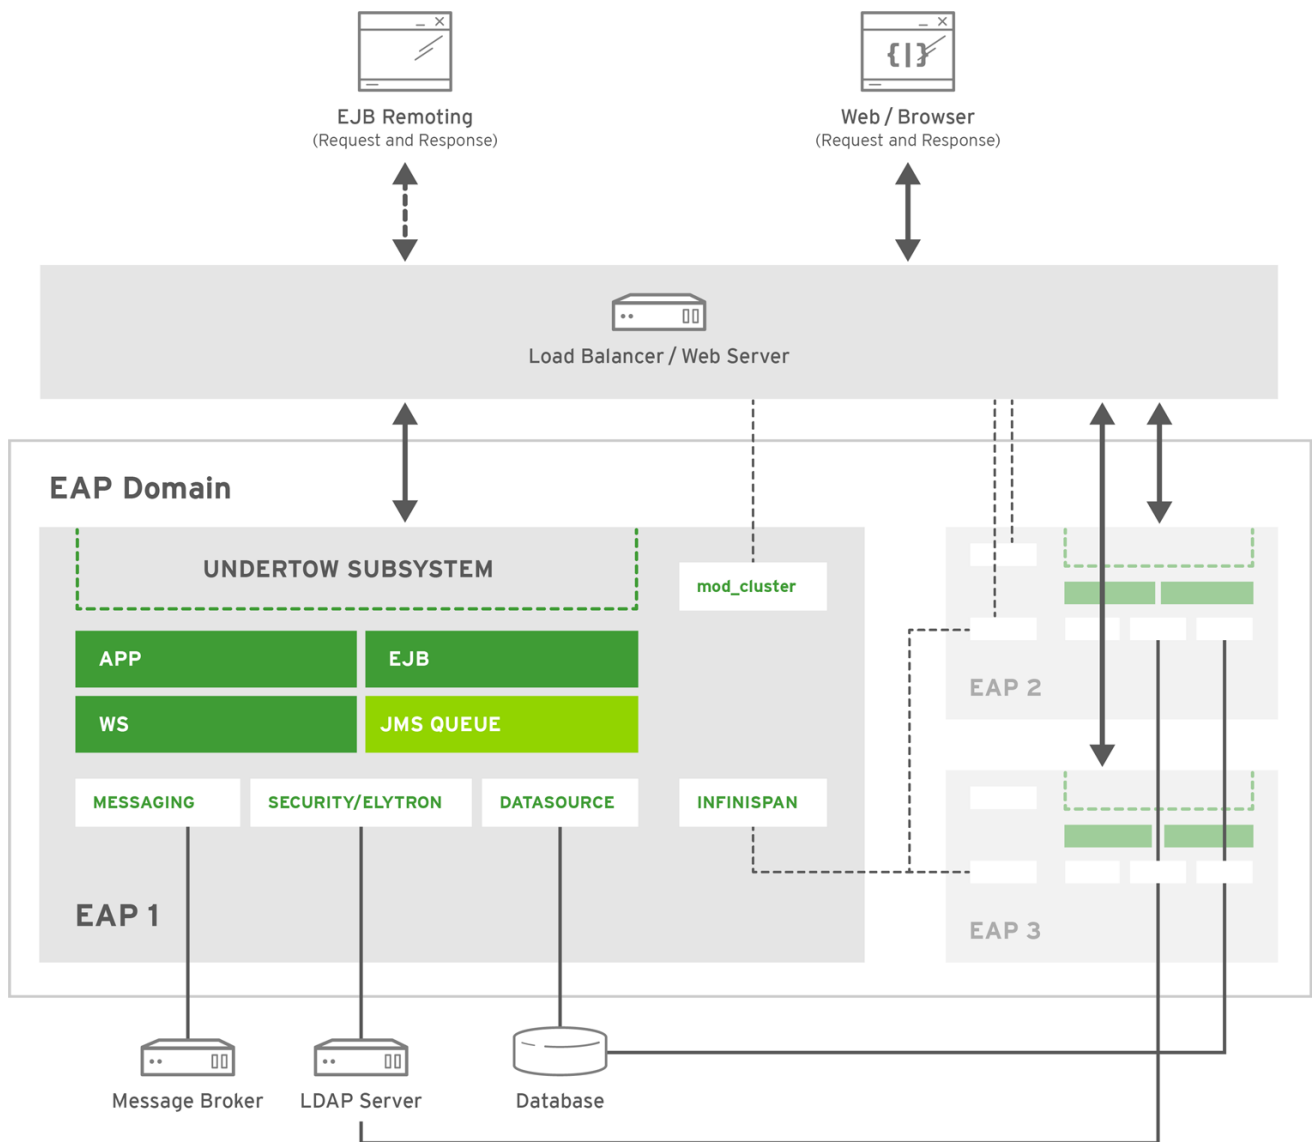 EJB Remoting
(Request and Response)
Web / Browser
(Request and Response)
{|}
Load Balancer / Web Server
EAP Domain
UNDERTOW SUBSYSTEM
mod_cluster
APP
EJB
WS
JMS QUEUE
MESSAGING
SECURITY/ELYTRON
DATASOURCE
INFINISPAN
EAP 1
EAP 2
EAP 3
Message Broker
LDAP Server
Database